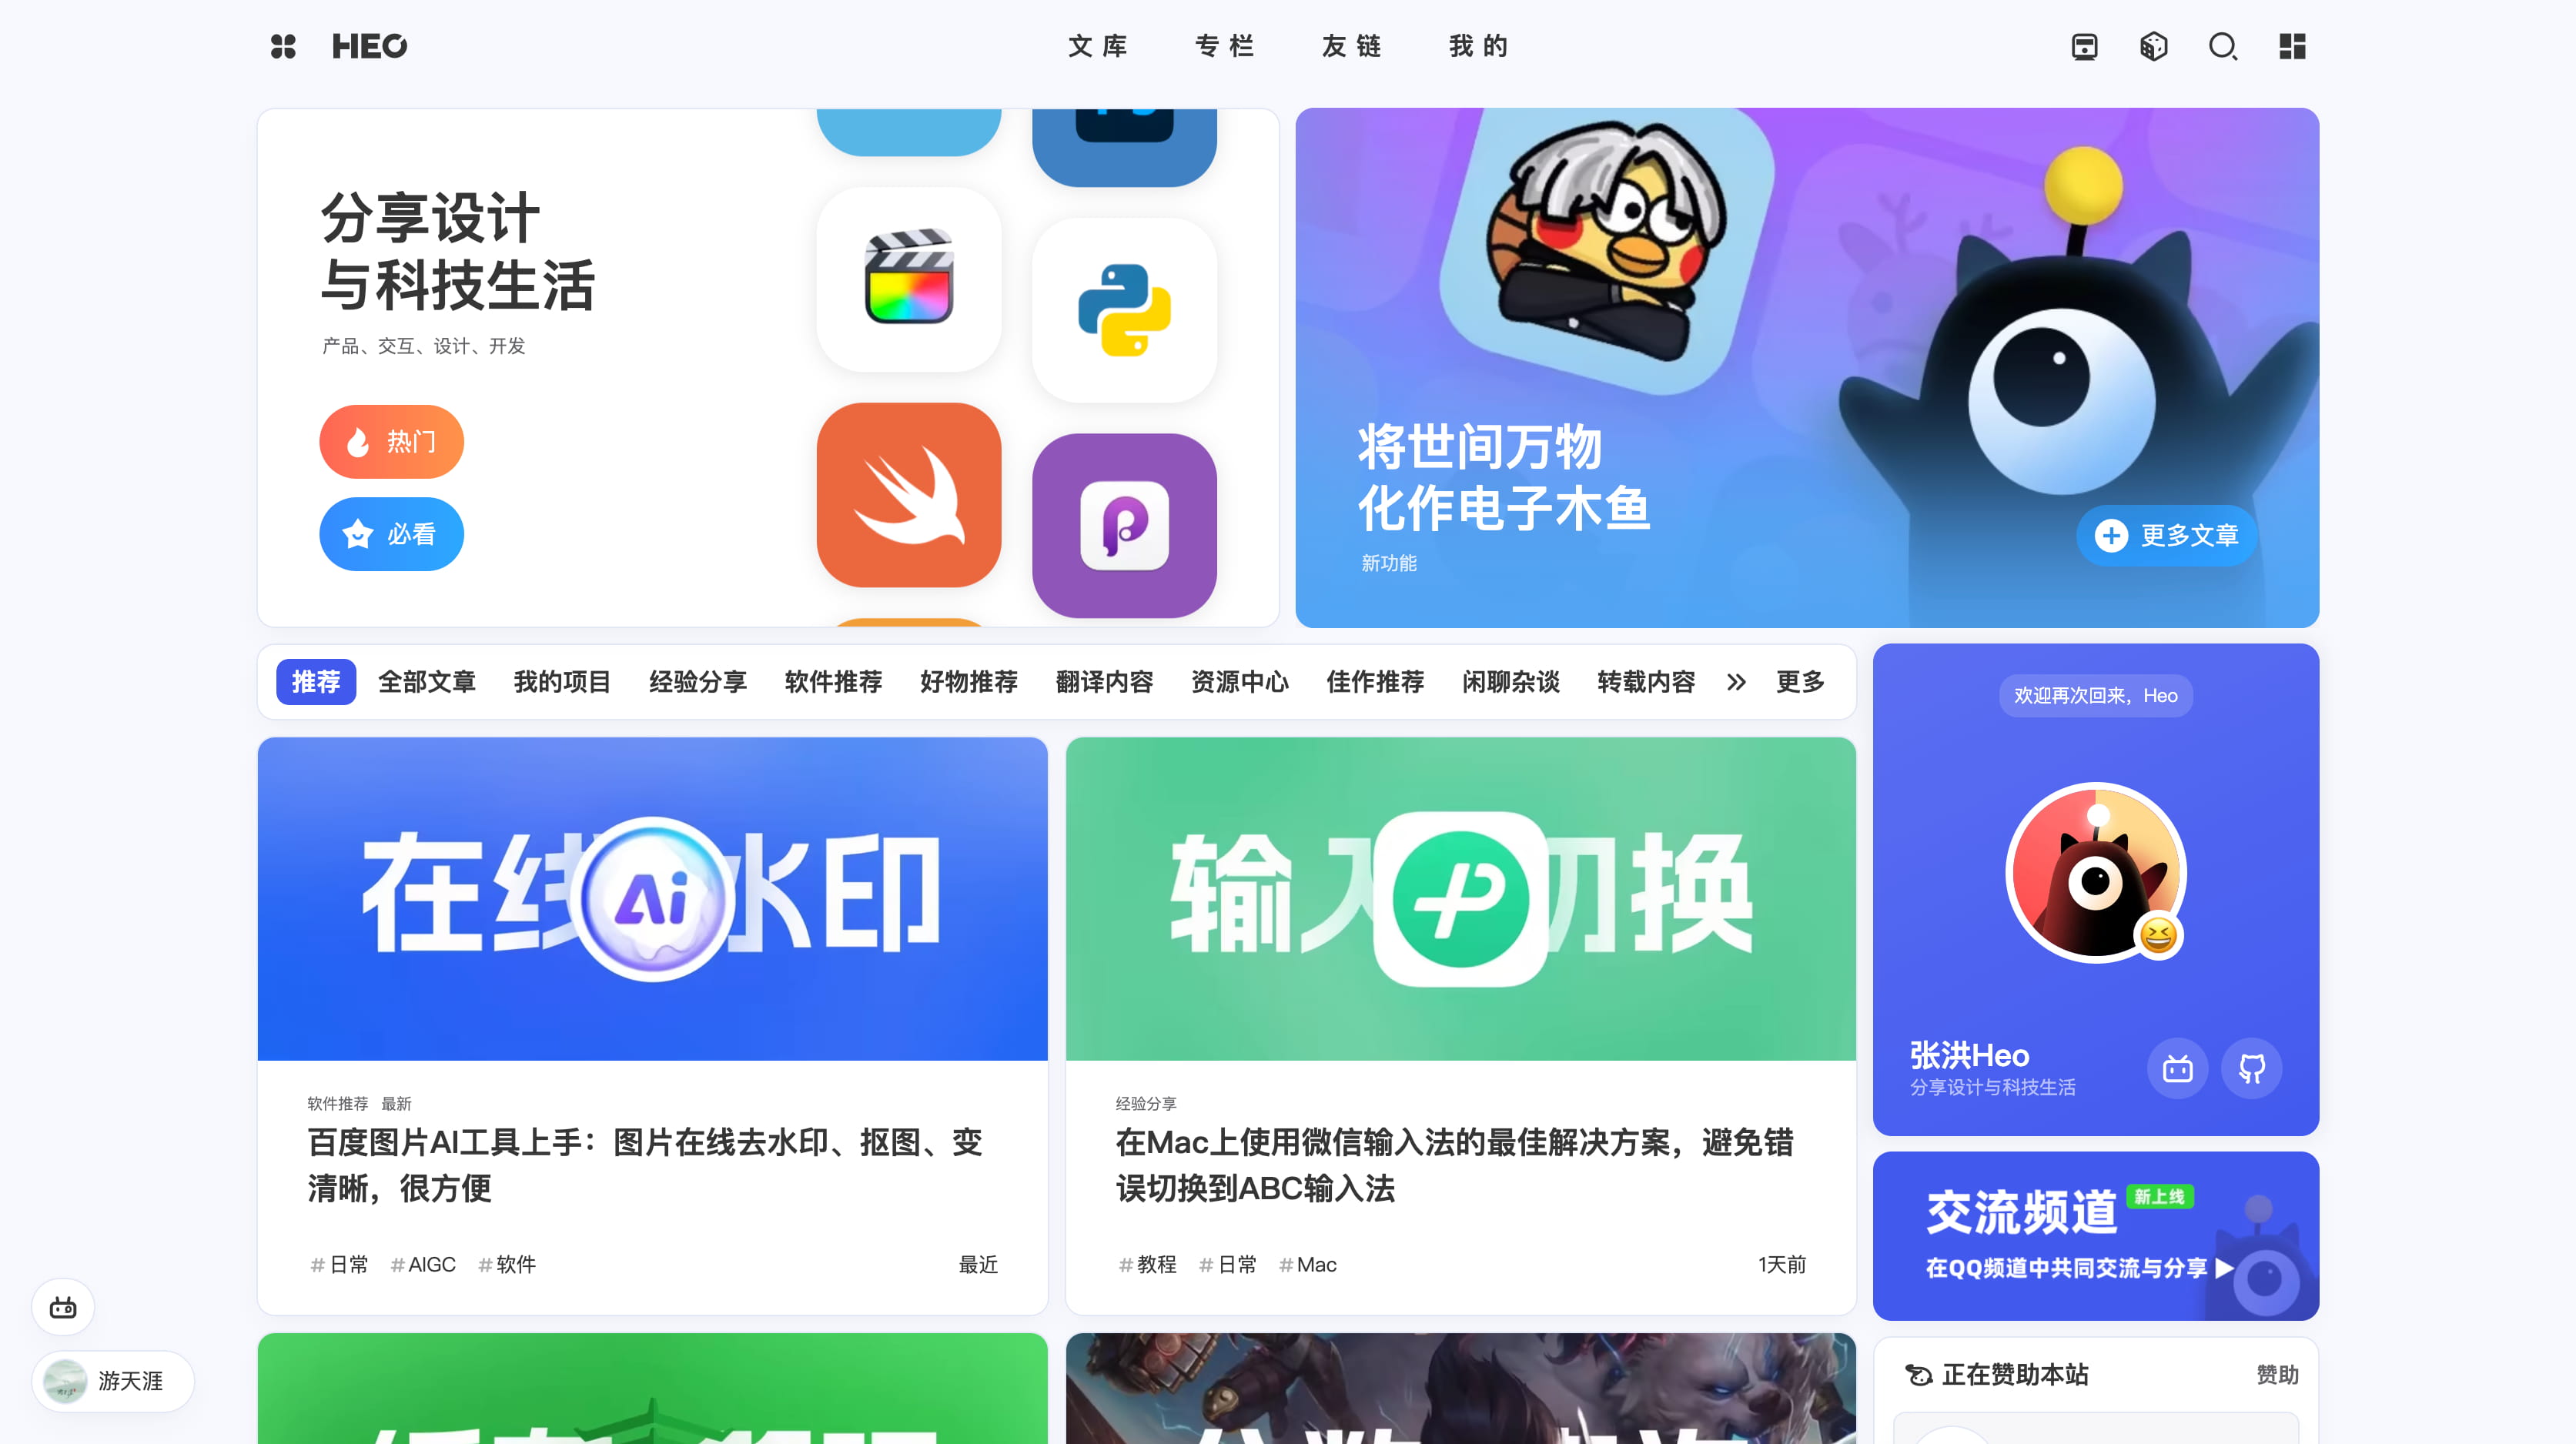 HEO
文库
专栏
友链
我的
分享设计
与科技生活
产品、交互、设计、开发
热门
必看
将世间万物
化作电子木鱼
新功能
更多文章
推荐
全部文章
我的项目
经验分享
软件推荐
好物推荐
翻译内容
资源中心
佳作推荐
闲聊杂谈
转载内容
更多
在线 水印
Ai
软件推荐 最新
百度图片AI工具上手：图片在线去水印、抠图、变
清晰，很方便
#日常 #AIGC #软件
最近
输入切换
经验分享
在Mac上使用微信输入法的最佳解决方案，避免错
误切换到ABC输入法
#教程 #日常 #Mac
1天前
欢迎再次回来，Heo
张洪Heo
分享设计与科技生活
交流频道
新上线
在QQ频道中共同交流与分享
正在赞助本站
赞助
游天涯